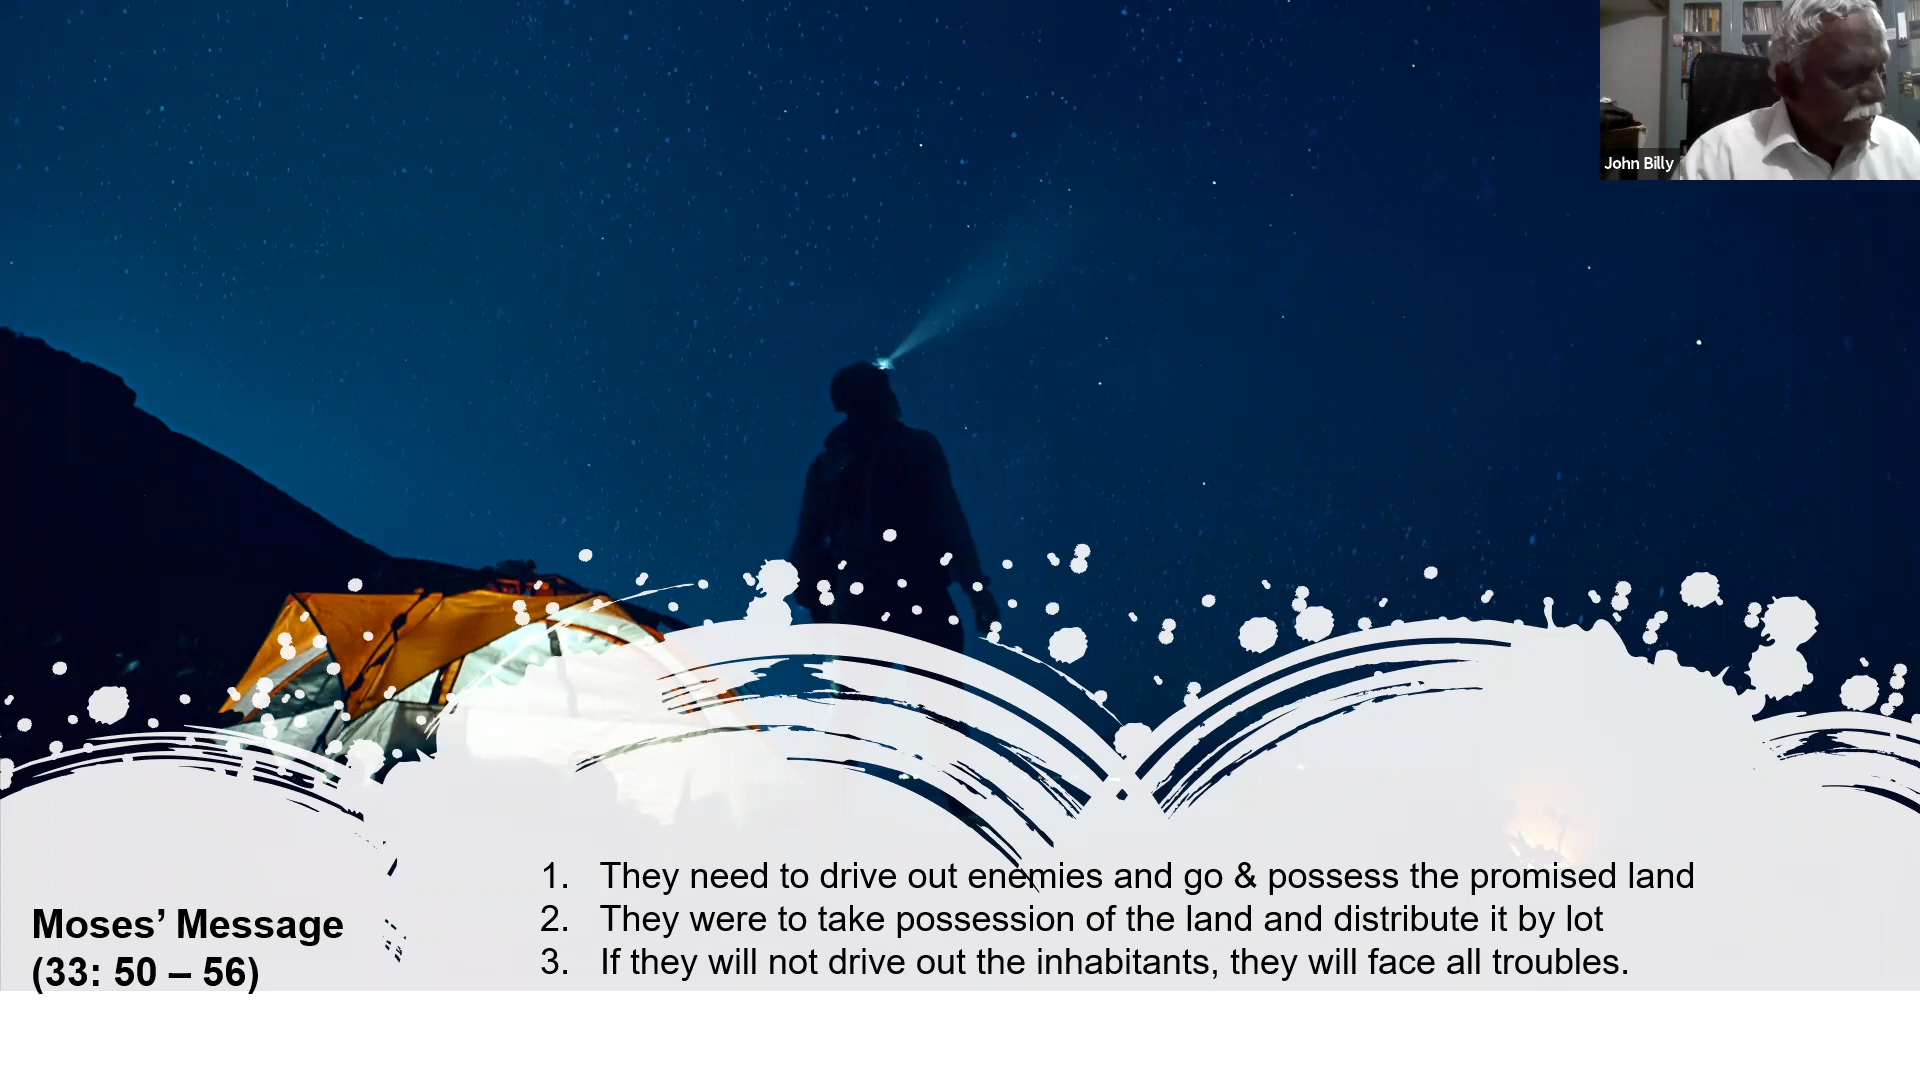 John Billy
Moses’ Message
(33: 50 – 56)
1. They need to drive out enemies and go & possess the promised land
2. They were to take possession of the land and distribute it by lot
3. If they will not drive out the inhabitants, they will face all troubles.